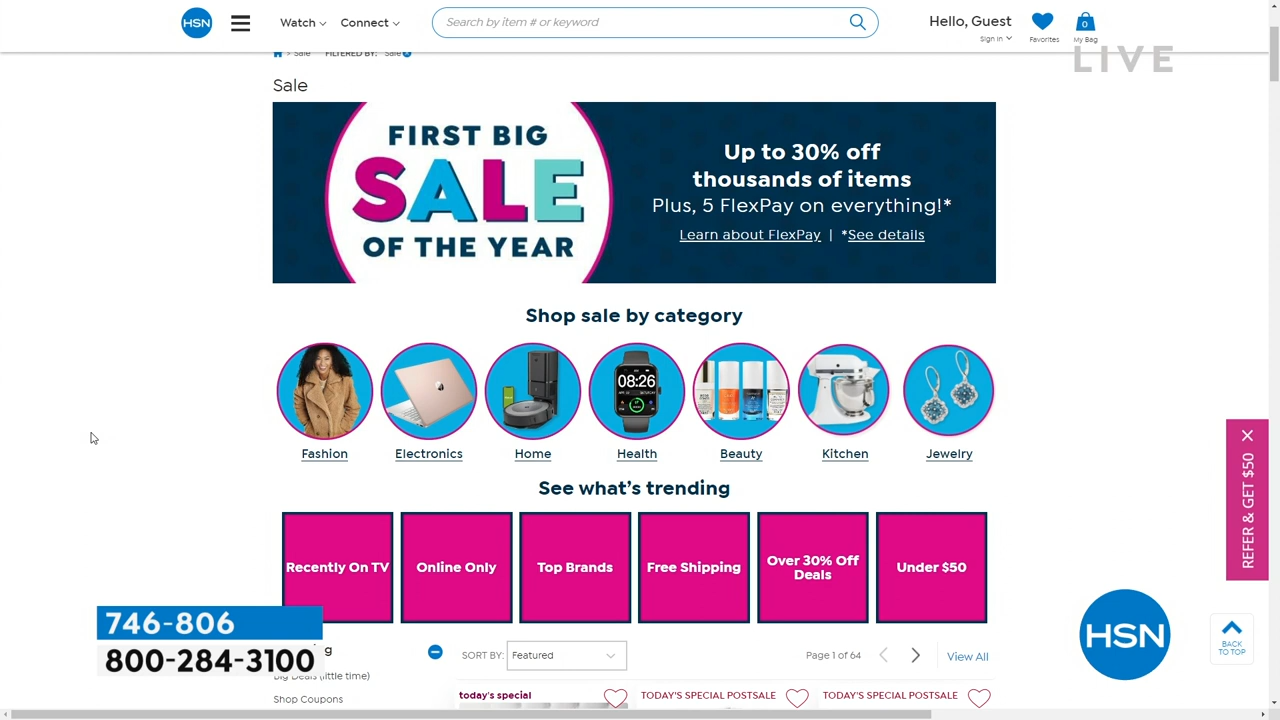 HSN
Watch
Connect
Search by item # or keyword
Hello, Guest
Sign In
Favorites
0
My Bag
LIVE
> Sale FILTERED BY: Sale
Sale
FIRST BIG
SALE
OF THE YEAR
Up to 30% off
thousands of items
Plus, 5 FlexPay on everything!*
Learn about FlexPay | *See details
Shop sale by category
08:26
Fashion
Electronics
Home
Health
Beauty
Kitchen
Jewelry
See what's trending
Recently On TV
Online Only
Top Brands
Free Shipping
Over 30% Off
Deals
Under $50
REFER & GET $50
746-806
800-284-3100
g
SORT BY:
Featured
Page 1 of 64
View All
HSN
BACK
TO TOP
Big Deals (little time)
Shop Coupons
today's special
TODAY'S SPECIAL POSTSALE
TODAY'S SPECIAL POSTSALE